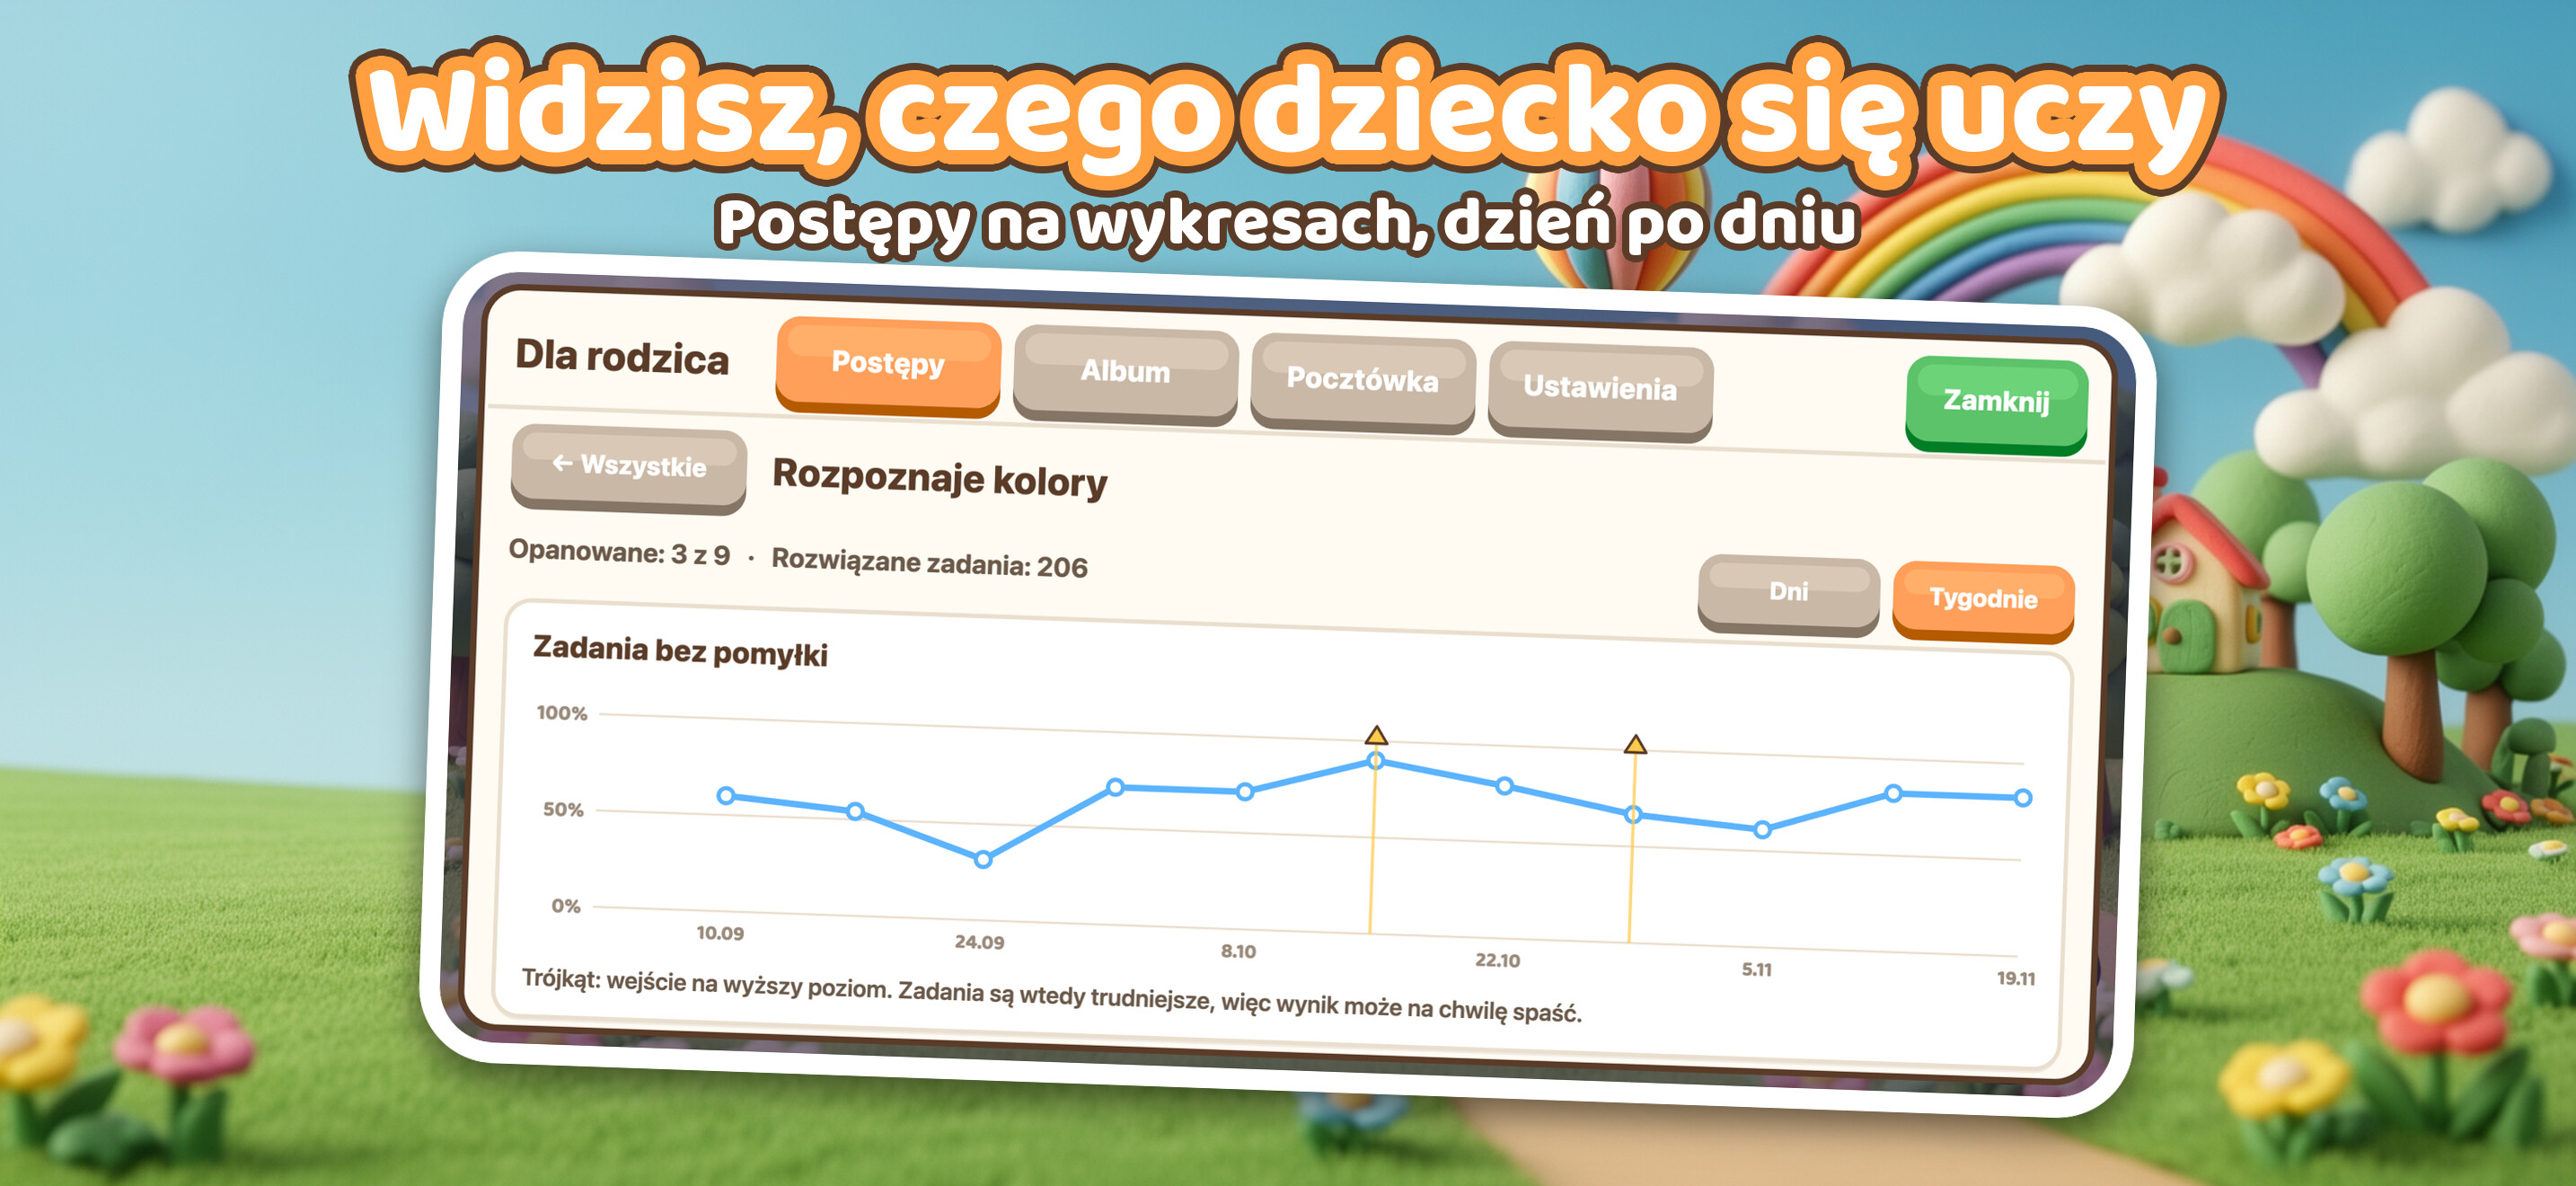 Widzisz, czego dziecko się uczy
Postępy na wykresach, dzień po dniu
Dla rodzica
Postępy
Album
Pocztówka
Ustawienia
Zamknij
← Wszystkie
Rozpoznaje kolory
Opanowane: 3 z 9 · Rozwiązane zadania: 206
Dni
Tygodnie
Zadania bez pomyłki
100%
50%
0%
10.09
24.09
8.10
22.10
5.11
19.11
Trójkąt: wejście na wyższy poziom. Zadania są wtedy trudniejsze, więc wynik może na chwilę spaść.